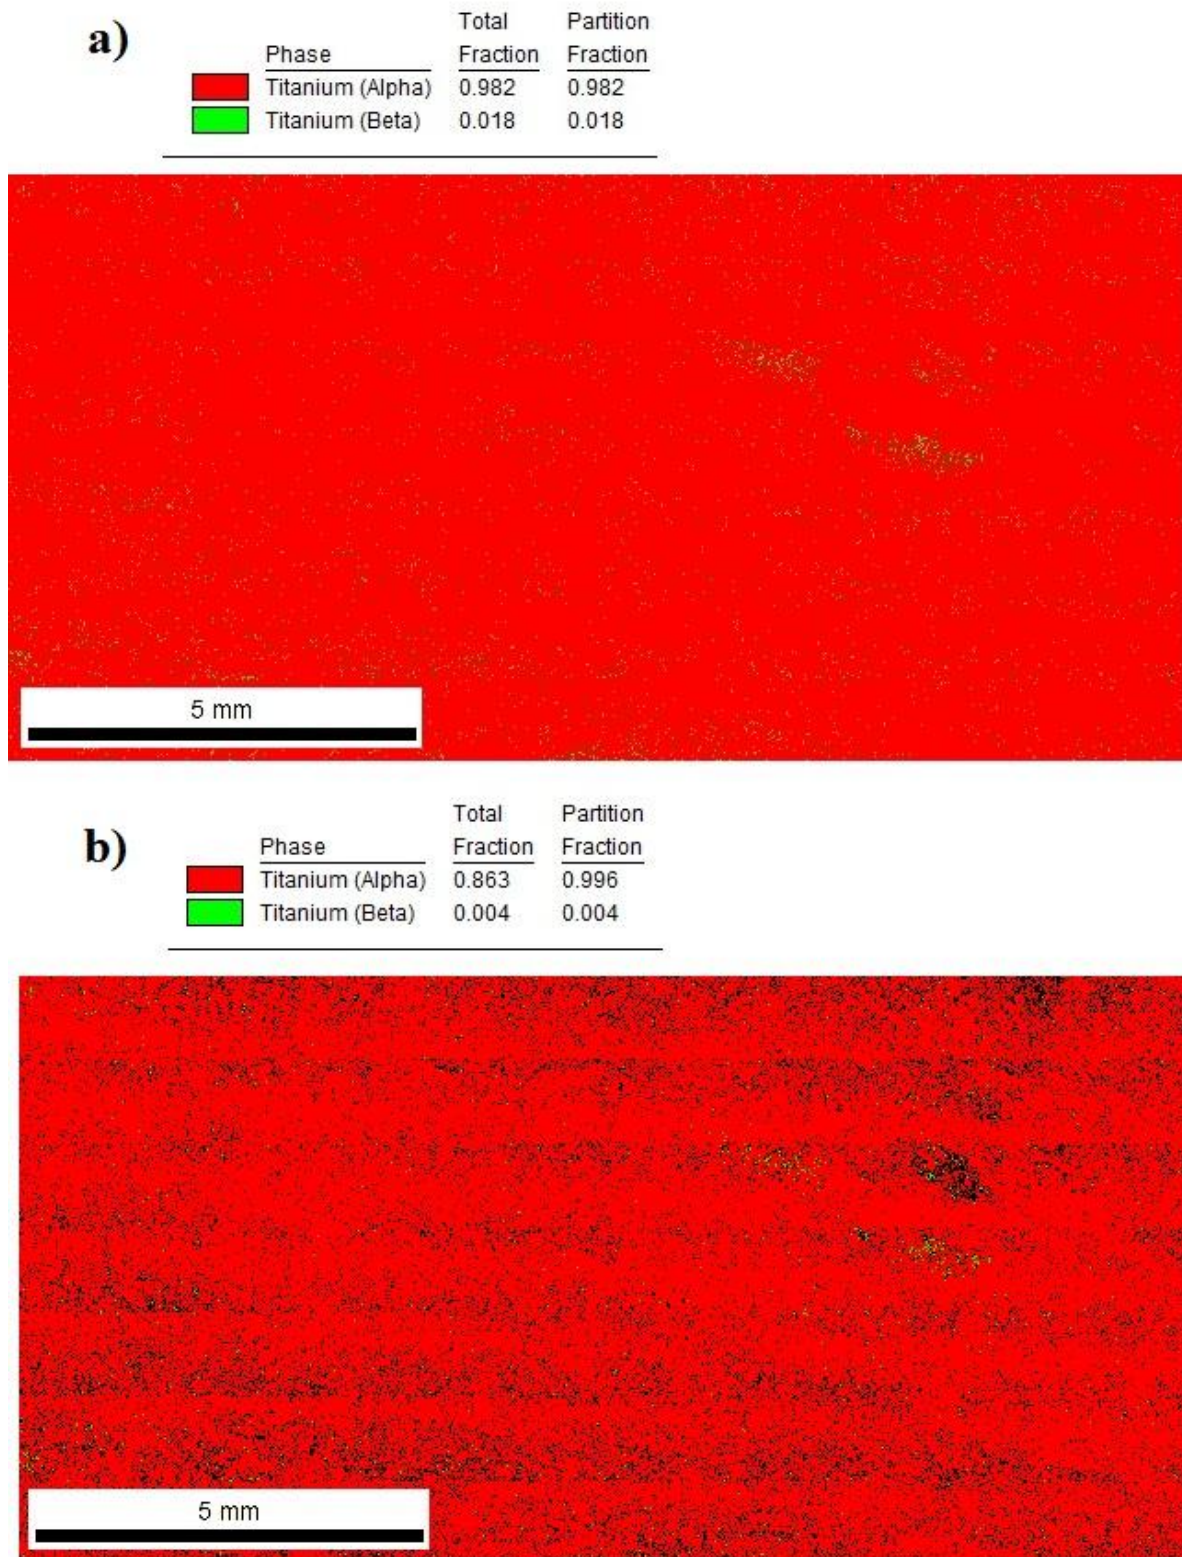 a)
Total Partition
Phase Fraction Fraction
Titanium (Alpha) 0.982 0.982
Titanium (Beta) 0.018 0.018
5 mm
b)
Total Partition
Phase Fraction Fraction
Titanium (Alpha) 0.863 0.996
Titanium (Beta) 0.004 0.004
5 mm